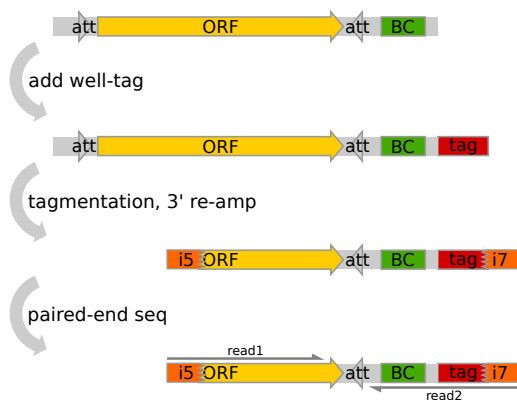 att ORF att BC
add well-tag
att ORF att BC tag
tagmentation, 3' re-amp
i5 ORF att BC tag i7
paired-end seq
read1
i5 ORF att BC tag i7
read2